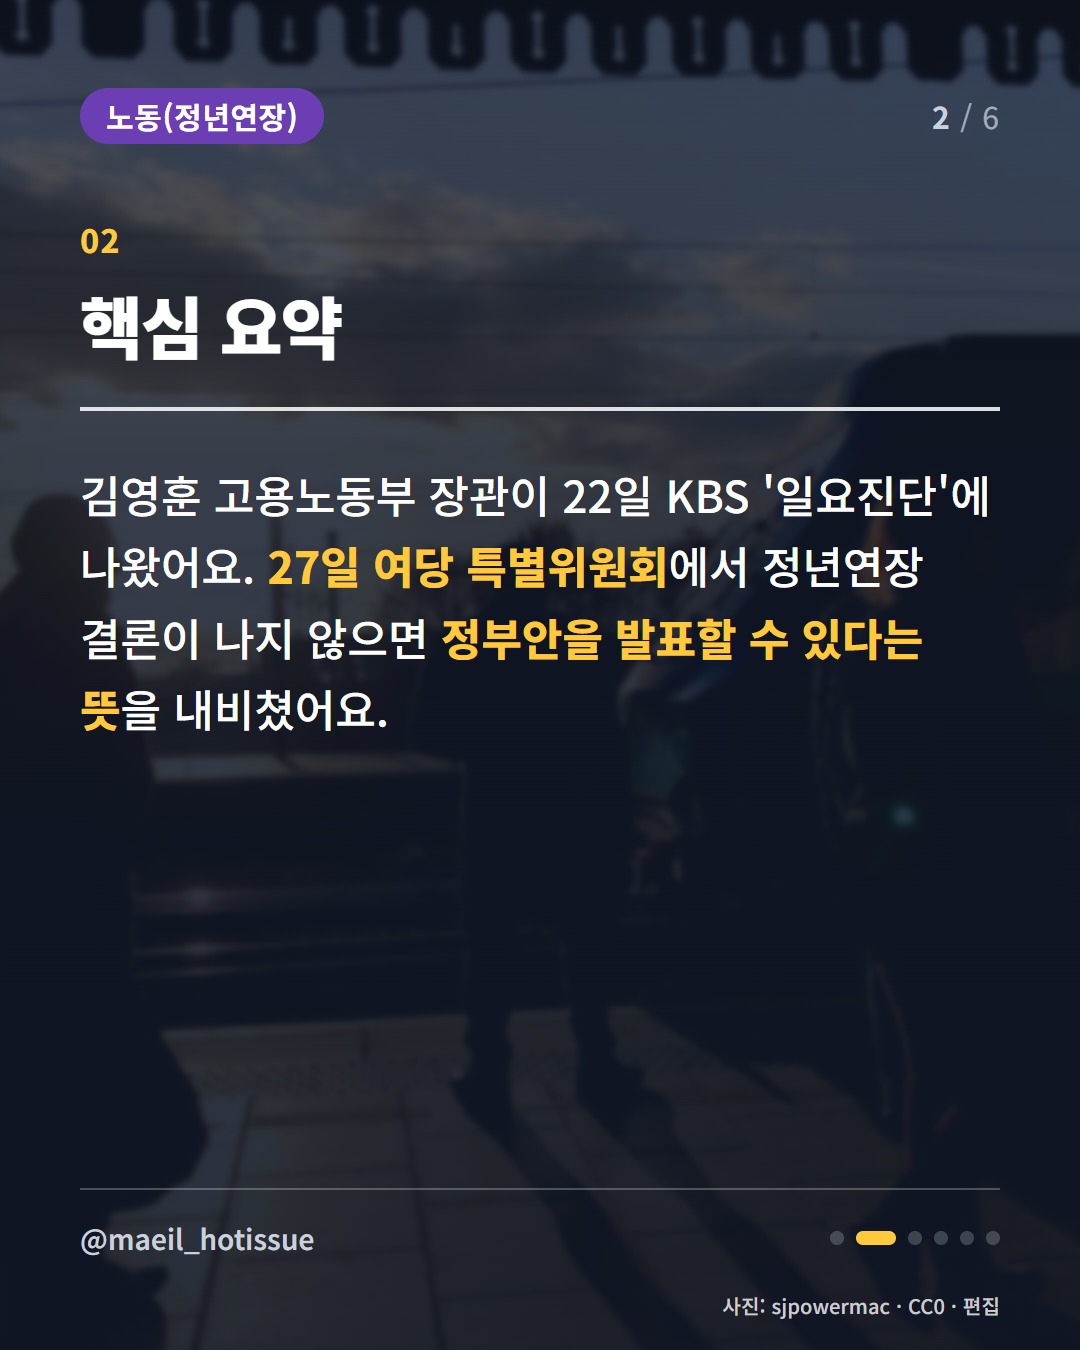 노동(정년연장)
2 / 6
02
핵심 요약
김영훈 고용노동부 장관이 22일 KBS '일요진단'에
나왔어요. 27일 여당 특별위원회에서 정년연장
결론이 나지 않으면 정부안을 발표할 수 있다는
뜻을 내비쳤어요.
@maeil_hotissue
사진: sjpowermac · CC0 · 편집